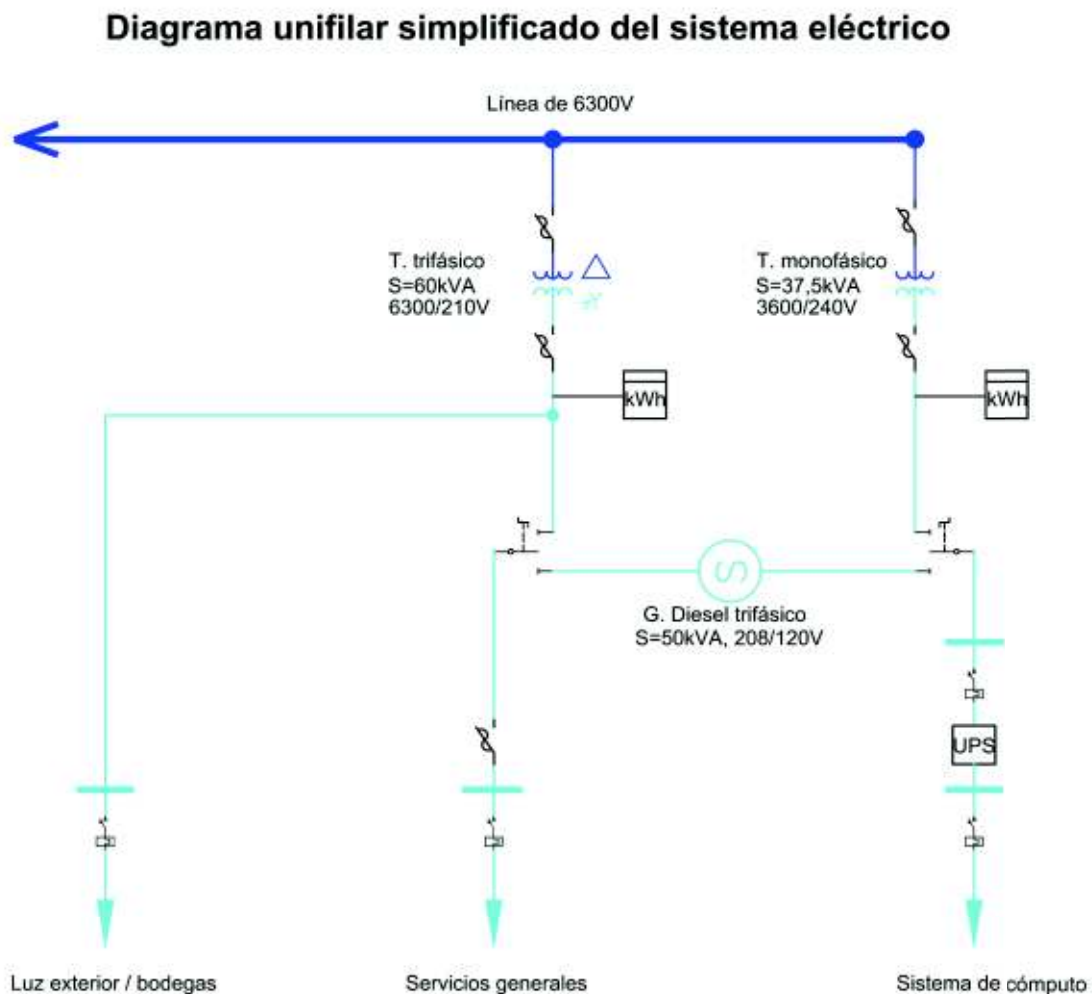 Diagrama unifilar simplificado del sistema eléctrico
Línea de 6300V
T. trifásico
S=60kVA
6300/210V
T. monofásico
S=37,5kVA
3600/240V
kWh
kWh
S
G. Diesel trifásico
S=50kVA, 208/120V
UPS
Luz exterior / bodegas
Servicios generales
Sistema de cómputo